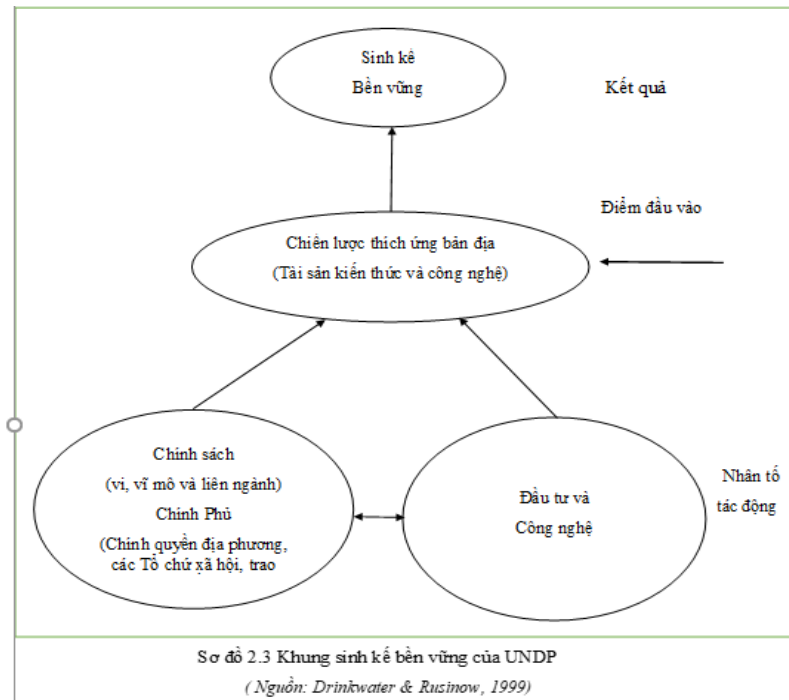 Sinh kê
Bền vững
Kết quả
Điểm đầu vào
Chiên lược thích ứng bản địa
(Tài sản kiến thức và công nghệ)
Chính sách
(vi, vĩ mô và liên ngành)
Chính Phủ
(Chính quyền địa phương,
các Tổ chứ xã hội, trao
Đầu tư và
Công nghệ
Nhân tố
tác động
Sơ đồ 2.3 Khung sinh kế bền vững của UNDP
( Nguồn: Drinkwater & Rusinow, 1999)